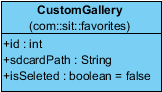 CustomGallery
(com::sit::favorites)
+id : int
+sdcardPath : String
+isSeleted : boolean = false